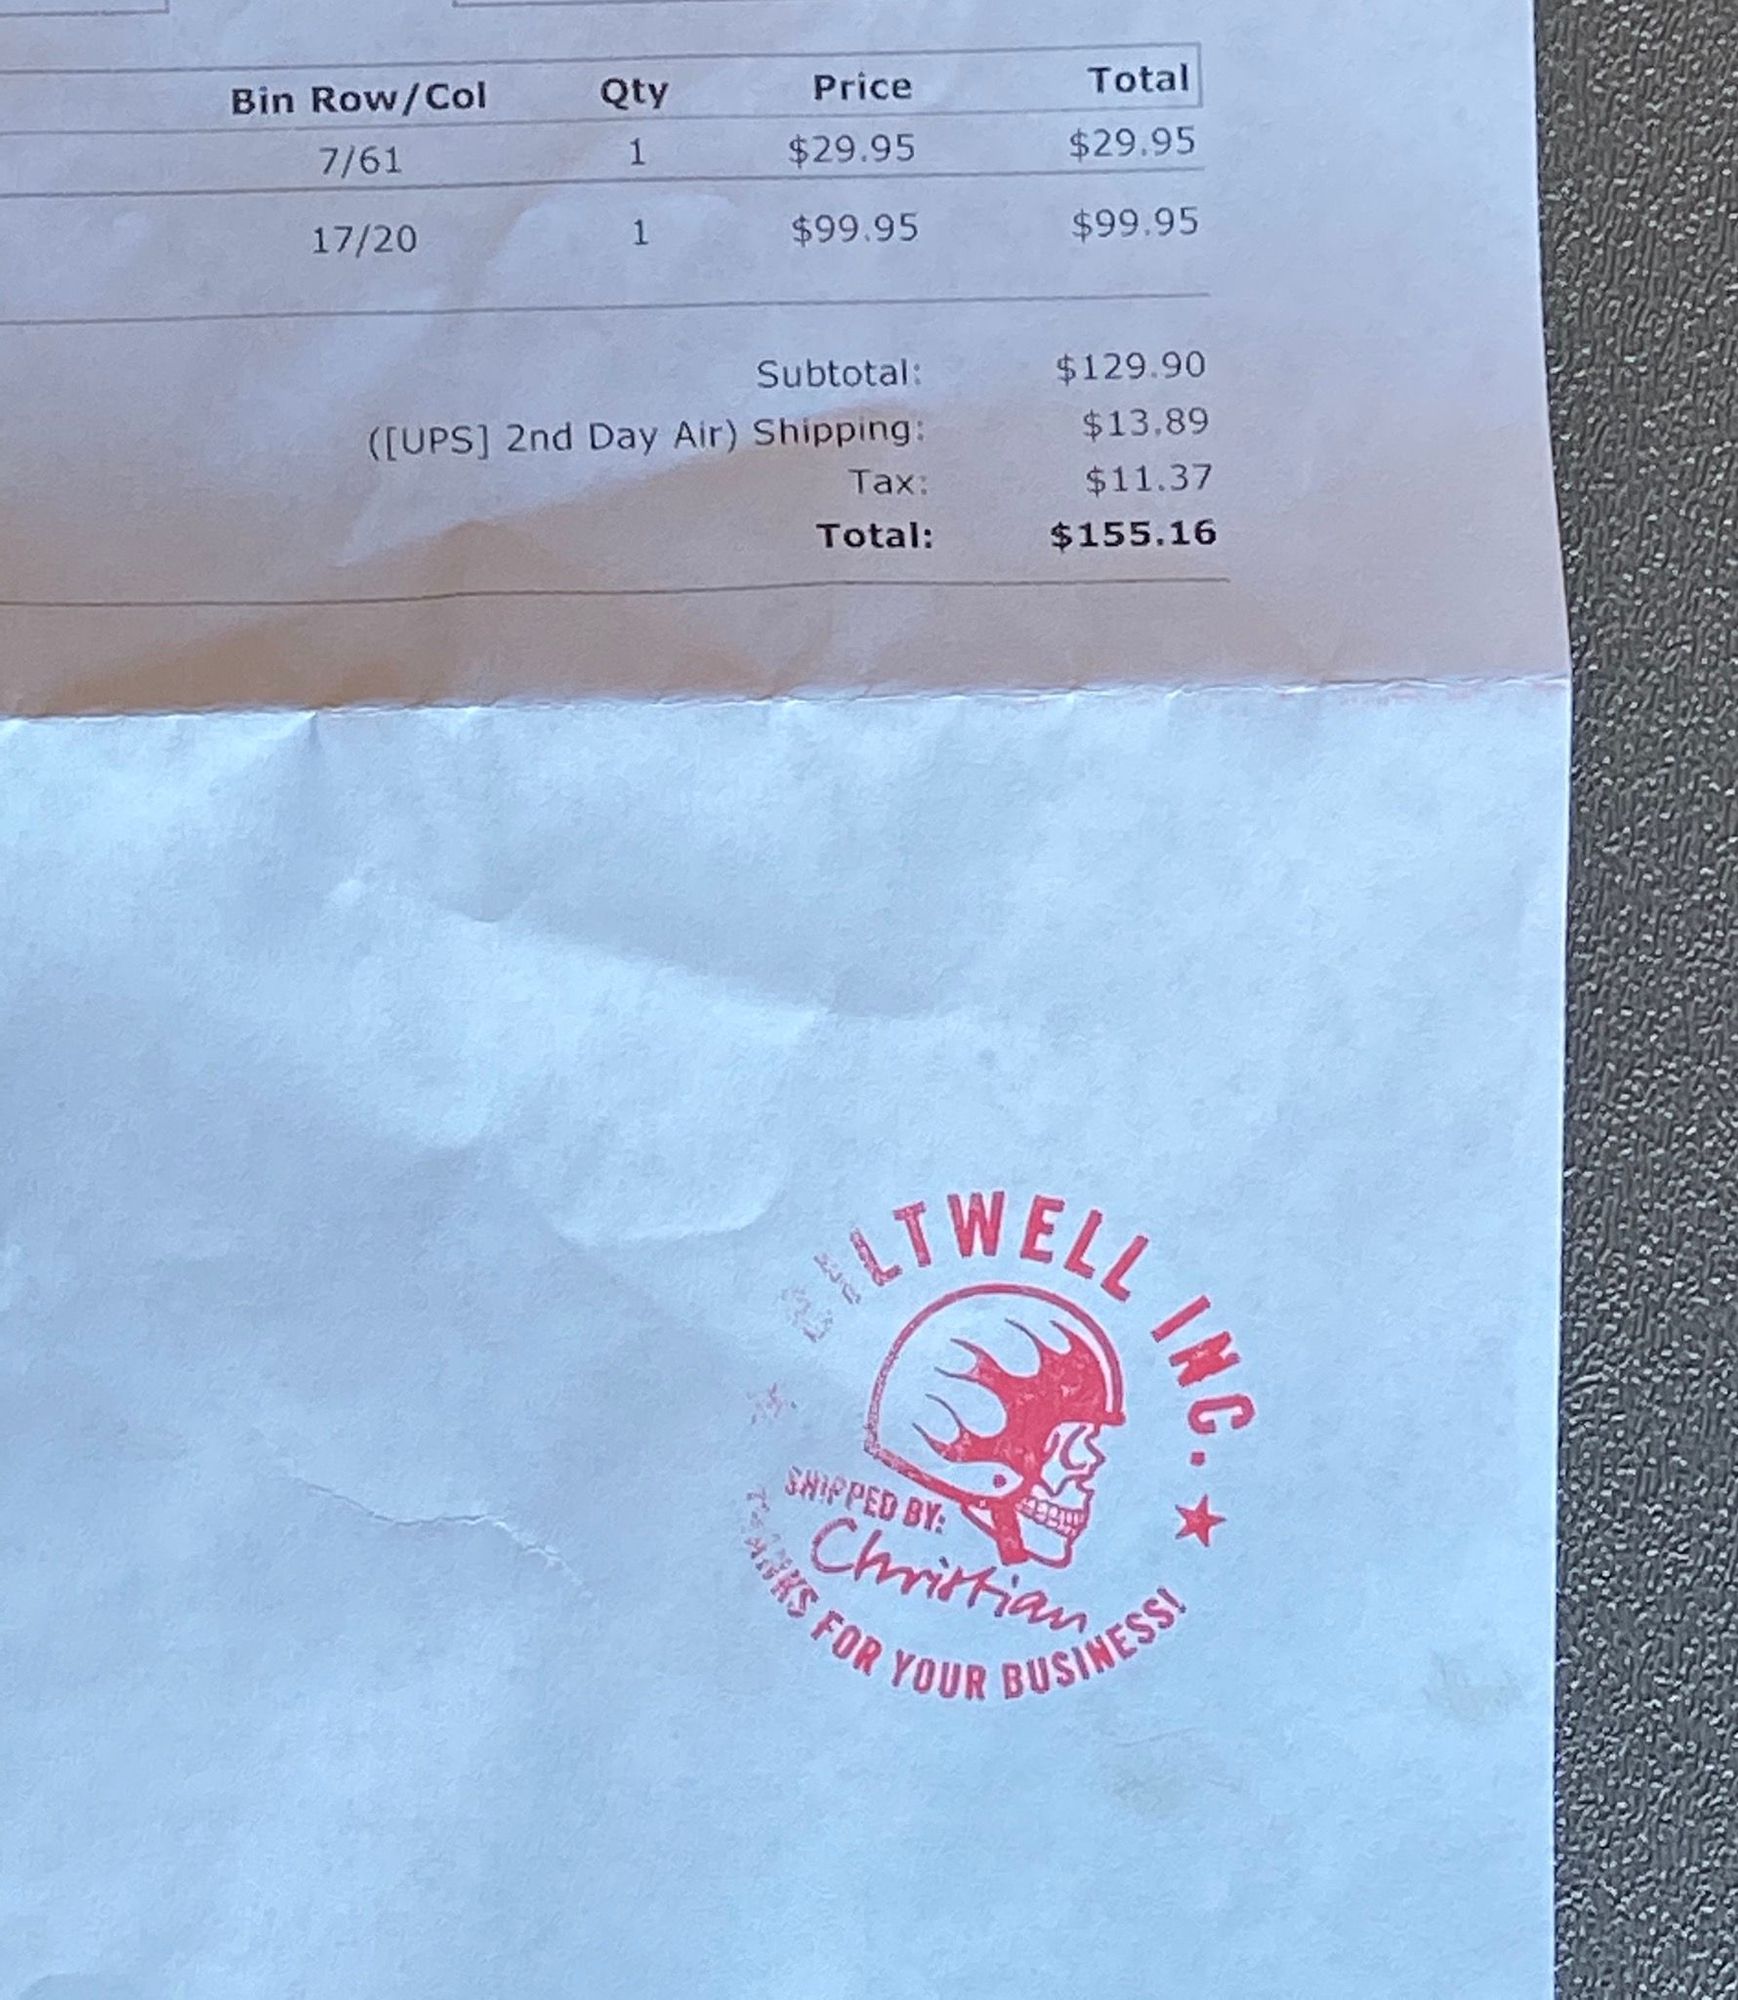 Bin Row/Col Qty Price Total
7/61 1 $29.95 $29.95
17/20 1 $99.95 $99.95
Subtotal: $129.90
([UPS] 2nd Day Air) Shipping: $13.89
Tax: $11.37
Total: $155.16
BILTWELL INC.
SHIPPED BY:
Christian
THANKS FOR YOUR BUSINESS!